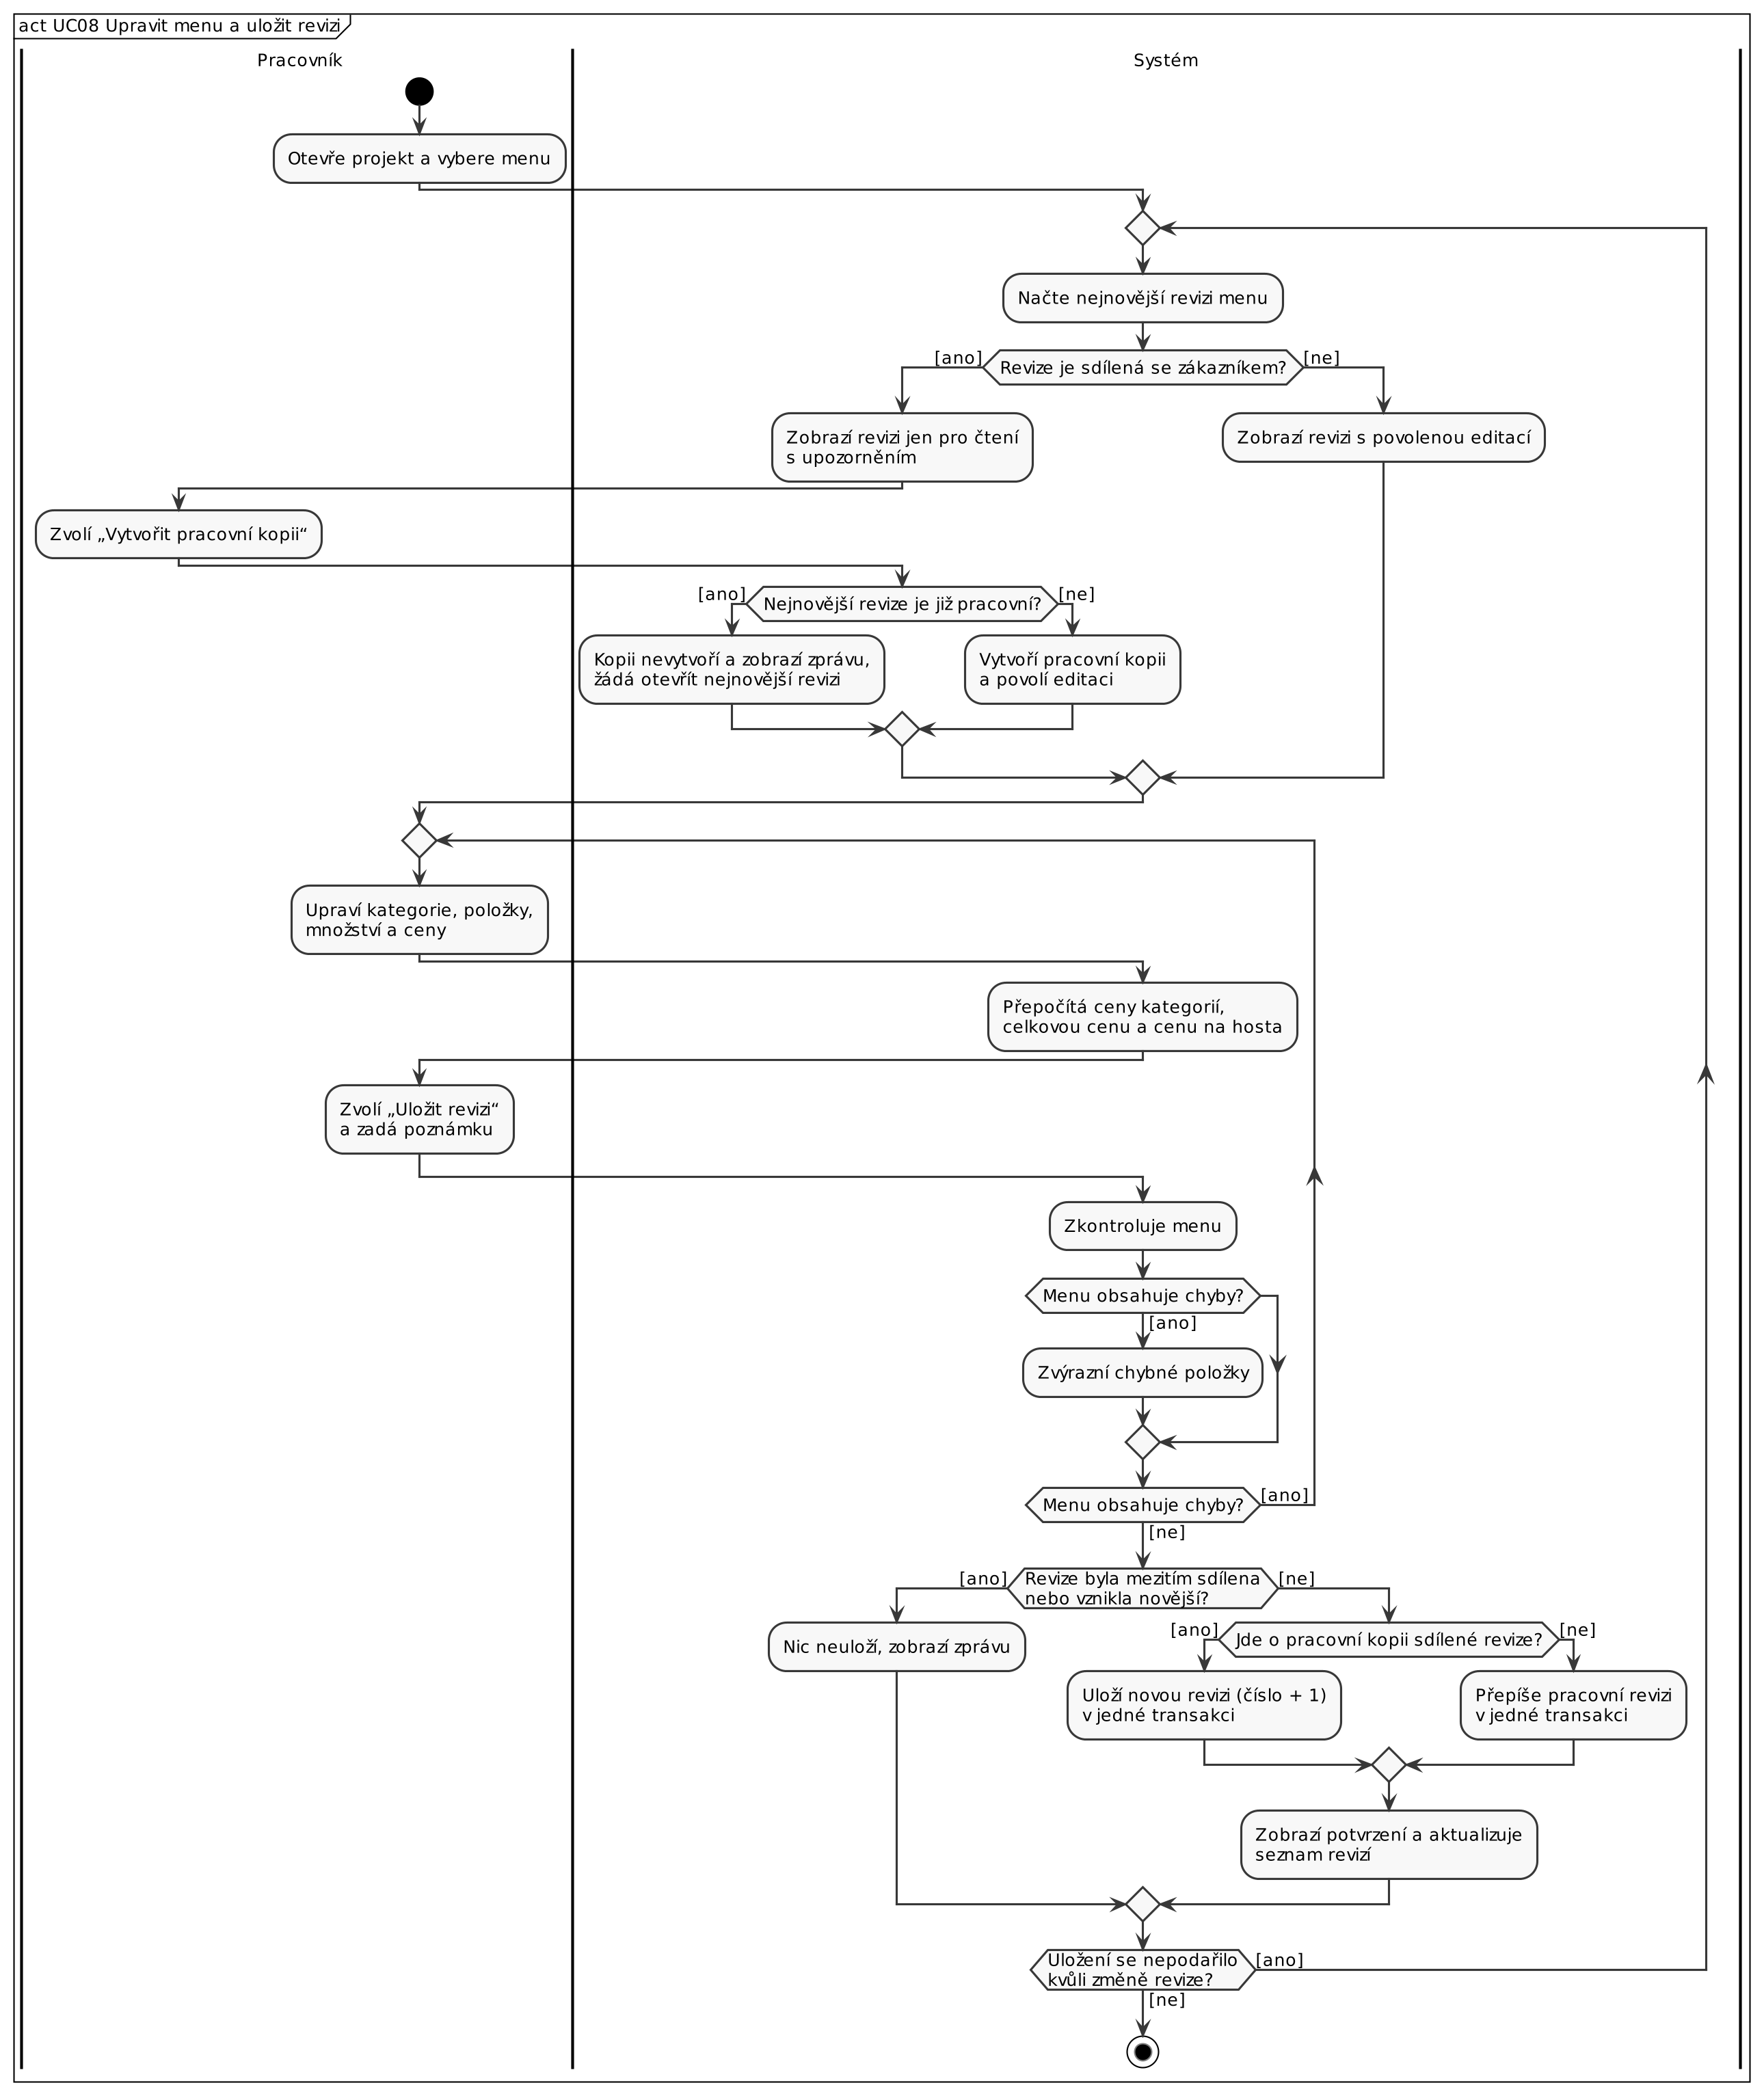 act UC08 Upravit menu a uložit revizi
Pracovník
Systém
Otevře projekt a vybere menu
Načte nejnovější revizi menu
[ano]
Revize je sdílená se zákazníkem?
[ne]
Zobrazí revizi jen pro čtení
s upozorněním
Zobrazí revizi s povolenou editací
Zvolí „Vytvořit pracovní kopii“
[ano]
Nejnovější revize je již pracovní?
[ne]
Kopii nevytvoří a zobrazí zprávu,
žádá otevřít nejnovější revizi
Vytvoří pracovní kopii
a povolí editaci
Upraví kategorie, položky,
množství a ceny
Přepočítá ceny kategorií,
celkovou cenu a cenu na hosta
Zvolí „Uložit revizi“
a zadá poznámku
Zkontroluje menu
Menu obsahuje chyby?
[ano]
Zvýrazní chybné položky
Menu obsahuje chyby?
[ano]
[ne]
[ano]
Revize byla mezitím sdílena
nebo vznikla novější?
[ne]
Nic neuloží, zobrazí zprávu
[ano]
Jde o pracovní kopii sdílené revize?
[ne]
Uloží novou revizi (číslo + 1)
v jedné transakci
Přepíše pracovní revizi
v jedné transakci
Zobrazí potvrzení a aktualizuje
seznam revizí
Uložení se nepodařilo
kvůli změně revize?
[ano]
[ne]